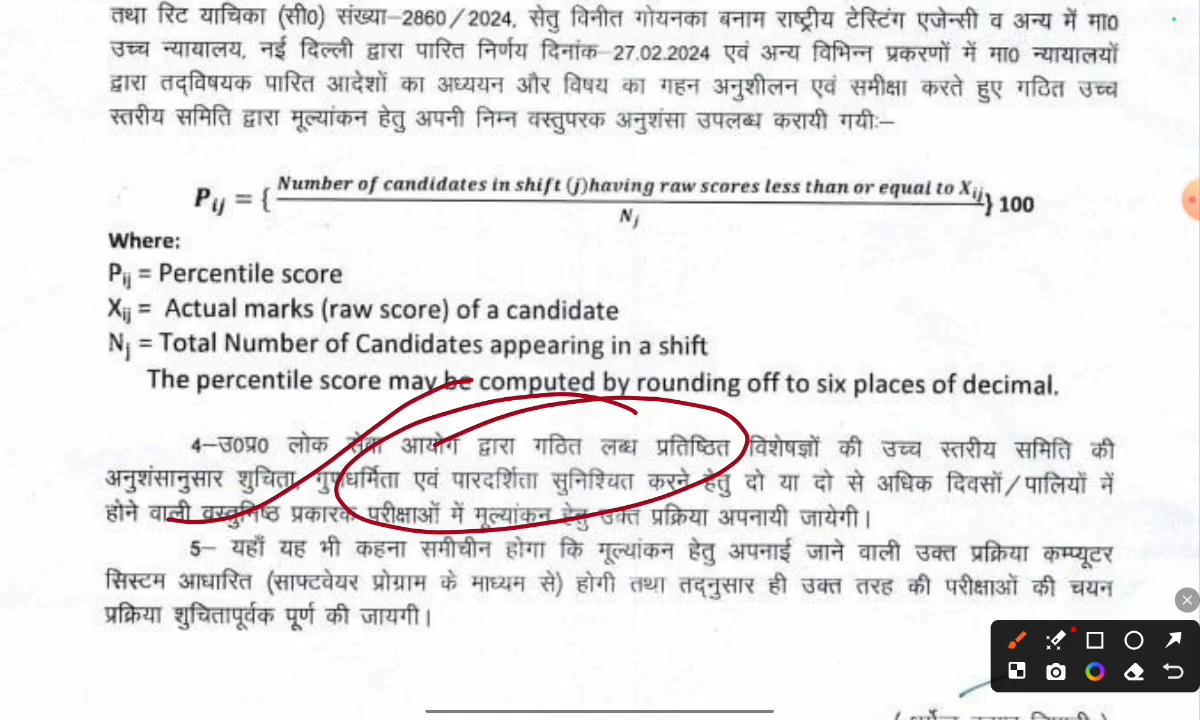 तथा रिट याचिका (सी०) संख्या–2860/2024, सेतु विनीत गोयनका बनाम राष्ट्रीय टेस्टिंग एजेन्सी व अन्य में मा०
उच्च न्यायालय, नई दिल्ली द्वारा पारित निर्णय दिनांक–27.02.2024 एवं अन्य विभिन्न प्रकरणों में मा० न्यायालयों
द्वारा तद्विषयक पारित आदेशों का अध्ययन और विषय का गहन अनुशीलन एवं समीक्षा करते हुए गठित उच्च
स्तरीय समिति द्वारा मूल्यांकन हेतु अपनी निम्न वस्तुपरक अनुशंसा उपलब्ध करायी गयीः–
Pij = { Number of candidates in shift (j)having raw scores less than or equal to Xij / Nj } 100
Where:
Pij = Percentile score
Xij = Actual marks (raw score) of a candidate
Nj = Total Number of Candidates appearing in a shift
The percentile score may be computed by rounding off to six places of decimal.
4–उ०प्र० लोक सेवा आयोग द्वारा गठित लब्ध प्रतिष्ठित विशेषज्ञों की उच्च स्तरीय समिति की
अनुशंसानुसार शुचिता, गुणधर्मिता एवं पारदर्शिता सुनिश्चित करने हेतु दो या दो से अधिक दिवसों/पालियों में
होने वाली वस्तुनिष्ठ प्रकारक परीक्षाओं में मूल्यांकन हेतु उक्त प्रक्रिया अपनायी जायेगी।
5– यहाँ यह भी कहना समीचीन होगा कि मूल्यांकन हेतु अपनाई जाने वाली उक्त प्रक्रिया कम्प्यूटर
सिस्टम आधारित (साफ्टवेयर प्रोग्राम के माध्यम से) होगी तथा तद्नुसार ही उक्त तरह की परीक्षाओं की चयन
प्रक्रिया शुचितापूर्वक पूर्ण की जायगी।